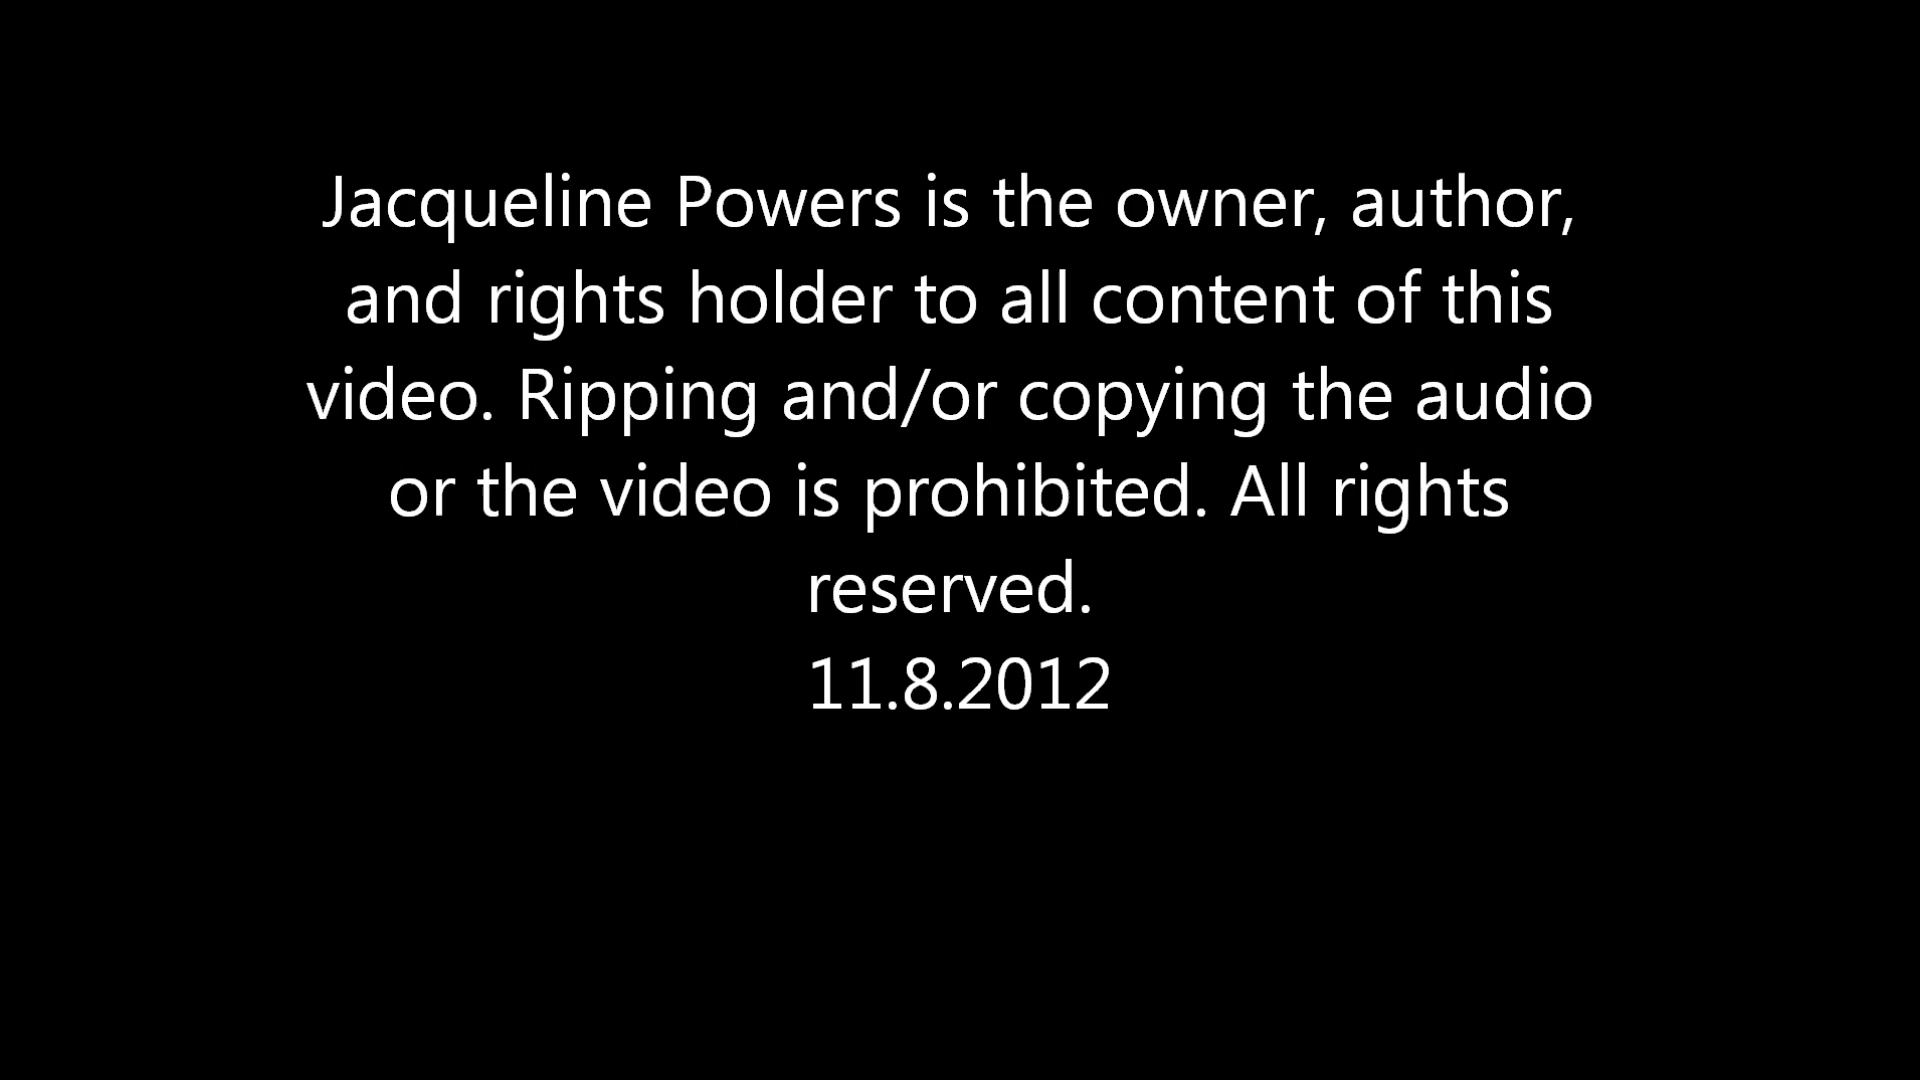 Jacqueline Powers is the owner, author,
and rights holder to all content of this
video. Ripping and/or copying the audio
or the video is prohibited. All rights
reserved.
11.8.2012